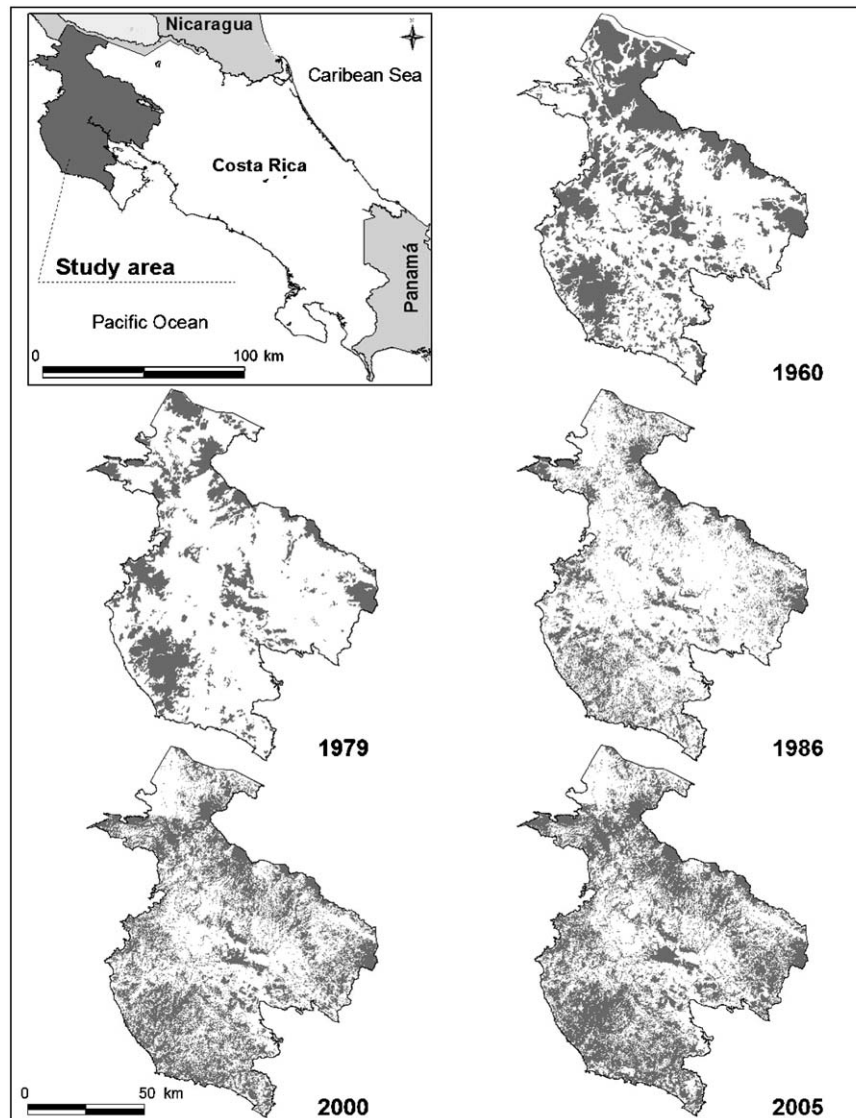 Nicaragua
Caribean Sea
Costa Rica
Study area
Panamá
Pacific Ocean
0 100 km
1960
1979
1986
0 50 km
2000
2005